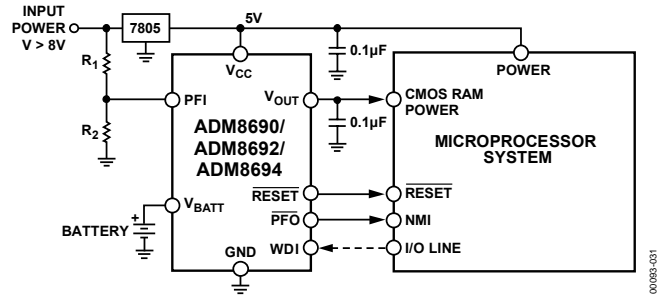 INPUT
POWER
V > 8V
7805
5V
0.1µF
R1
R2
VCC
PFI
VOUT
0.1µF
CMOS RAM
POWER
POWER
ADM8690/
ADM8692/
ADM8694
MICROPROCESSOR
SYSTEM
VBATT
BATTERY
+
RESET
RESET
PFO
NMI
GND
WDI
I/O LINE
00093-031